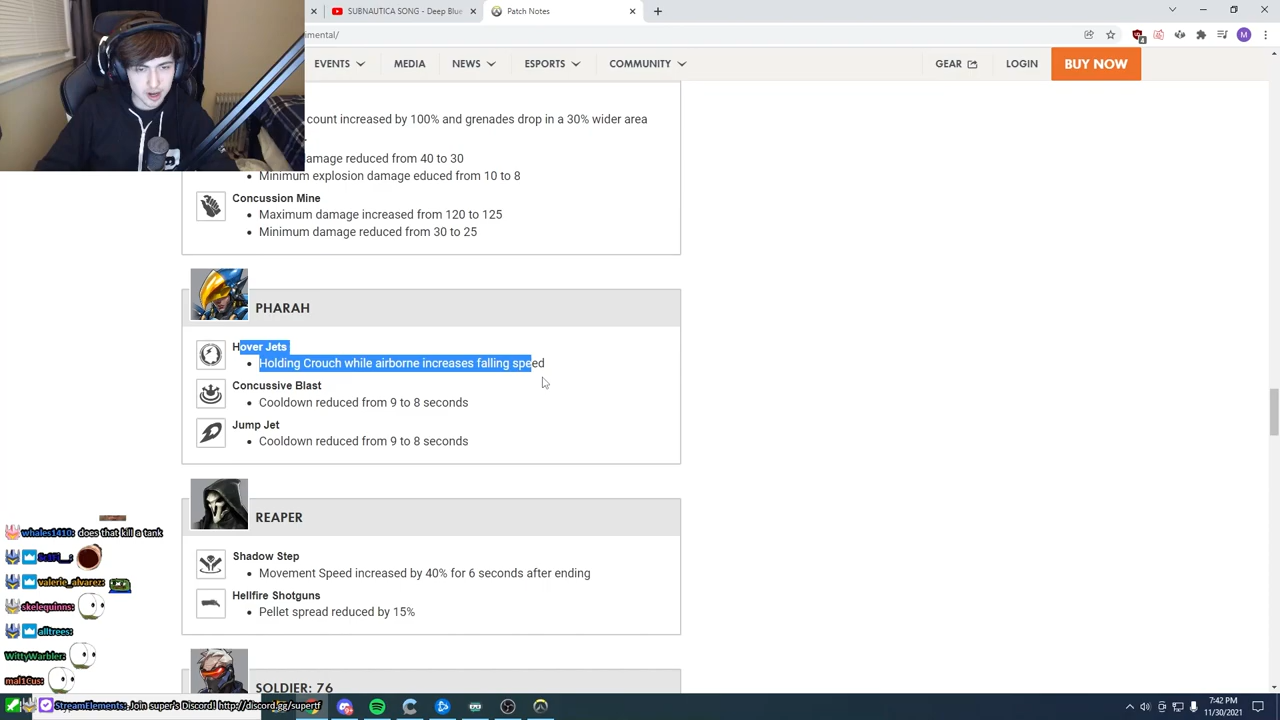 SUBNAUTICA SONG - Deep Blue
Patch Notes
mental/
EVENTS
MEDIA
NEWS
ESPORTS
COMMUNITY
GEAR
LOGIN
BUY NOW
count increased by 100% and grenades drop in a 30% wider area
amage reduced from 40 to 30
Minimum explosion damage educed from 10 to 8
Concussion Mine
Maximum damage increased from 120 to 125
Minimum damage reduced from 30 to 25
PHARAH
Hover Jets
Holding Crouch while airborne increases falling speed
Concussive Blast
Cooldown reduced from 9 to 8 seconds
Jump Jet
Cooldown reduced from 9 to 8 seconds
REAPER
Shadow Step
Movement Speed increased by 40% for 6 seconds after ending
Hellfire Shotguns
Pellet spread reduced by 15%
SOLDIER: 76
whales1410: does that kill a tank
valerie_alvarez:
skelequinns:
alltrees:
WittyWarbler:
mal1Cus:
StreamElements: Join super's Discord! http://discord.gg/supertf
7:42 PM
11/30/2021